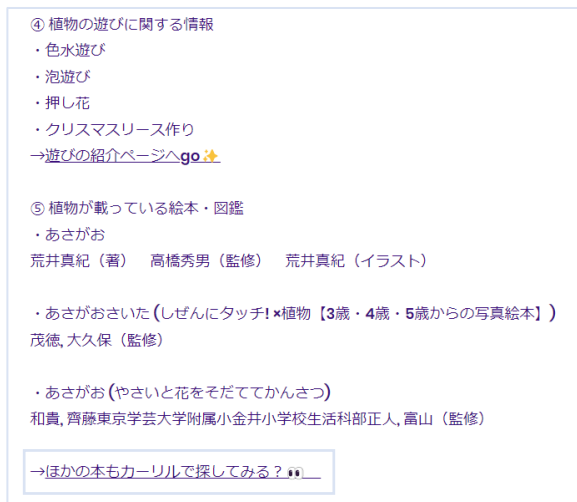 ④ 植物の遊びに関する情報
・色水遊び
・泡遊び
・押し花
・クリスマスリース作り
→遊びの紹介ページへgo✨
⑤ 植物が載っている絵本・図鑑
・あさがお
荒井真紀（著）　高橋秀男（監修）　荒井真紀（イラスト）
・あさがおさいた (しぜんにタッチ! ×植物【3歳・4歳・5歳からの写真絵本】)
茂徳, 大久保（監修）
・あさがお (やさいと花をそだててかんさつ)
和貴, 齊藤東京学芸大学附属小金井小学校生活科部正人, 富山（監修）
→ほかの本もカーリルで探してみる？👀